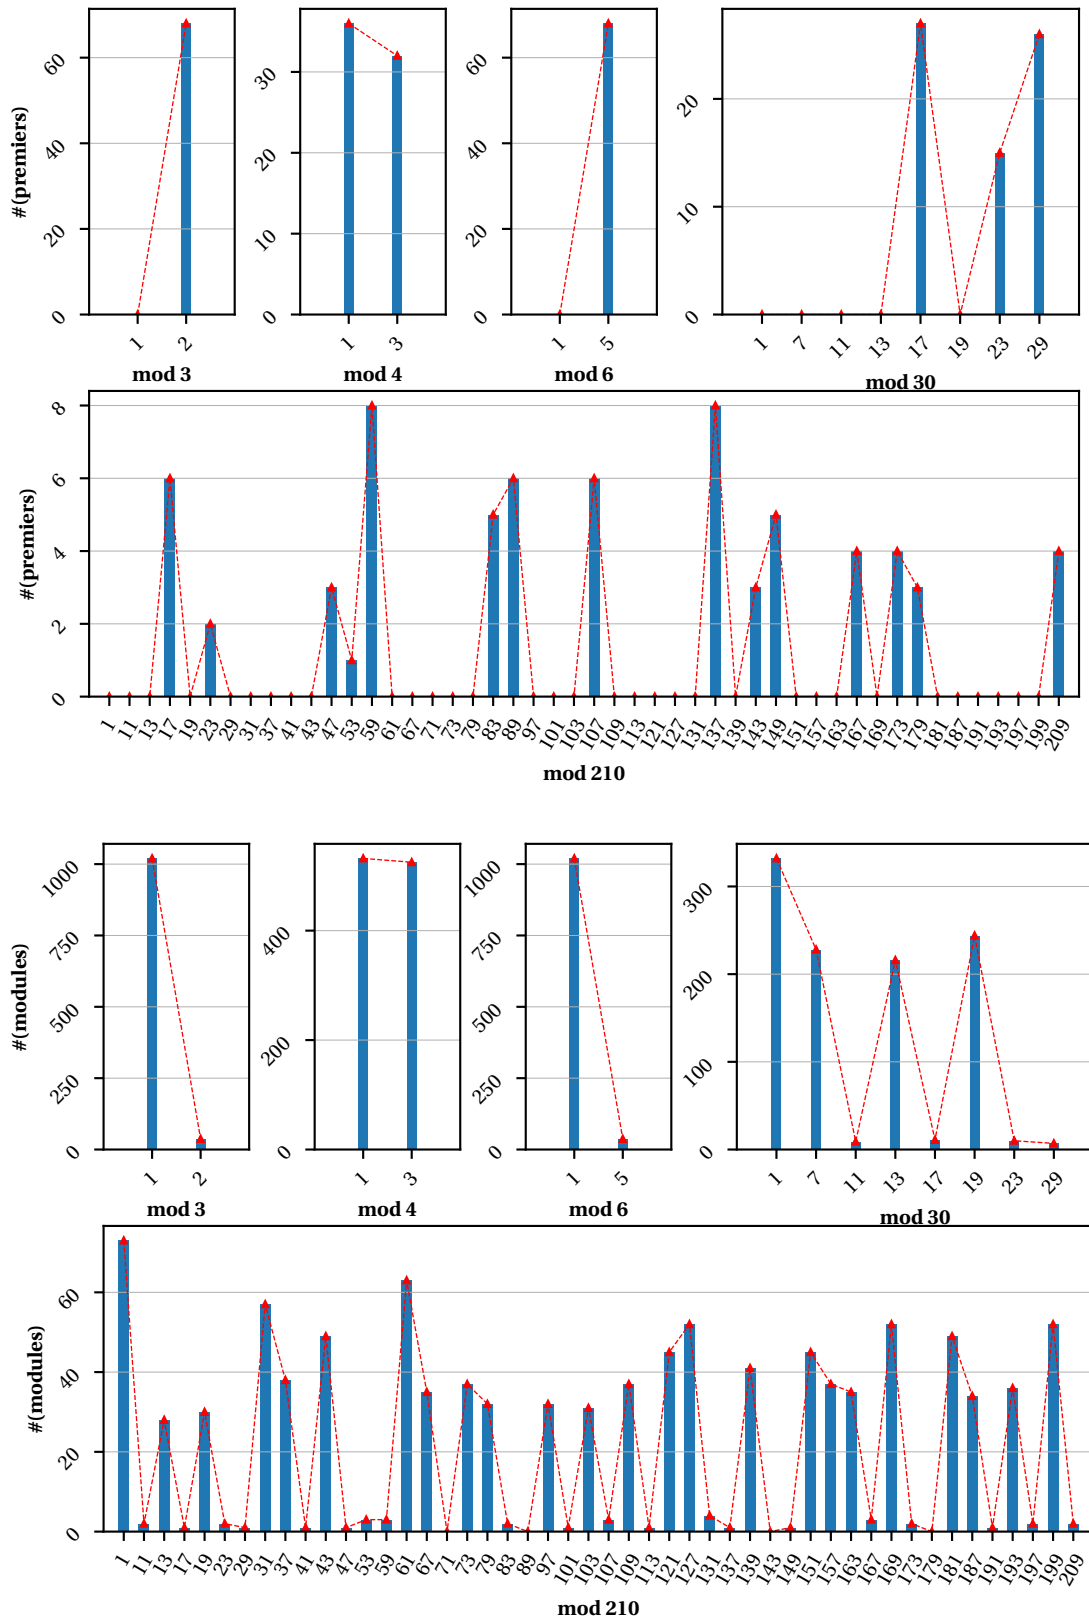 #(premiers)
0 20 40 60
1 2
mod 3
0 10 20 30
1 3
mod 4
0 20 40 60
1 5
mod 6
0 10 20
1 7 11 13 17 19 23 29
mod 30
#(premiers)
0 2 4 6 8
1 11 13 17 19 23 29 31 37 41 43 47 53 59 61 67 71 73 79 83 89 97 101 103 107 109 113 121 127 131 137 139 143 149 151 157 163 167 169 173 179 181 187 191 193 197 199 209
mod 210
#(modules)
0 250 500 750 1000
1 2
mod 3
0 200 400
1 3
mod 4
0 250 500 750 1000
1 5
mod 6
0 100 200 300
1 7 11 13 17 19 23 29
mod 30
#(modules)
0 20 40 60
1 11 13 17 19 23 29 31 37 41 43 47 53 59 61 67 71 73 79 83 89 97 101 103 107 109 113 121 127 131 137 139 143 149 151 157 163 167 169 173 179 181 187 191 193 197 199 209
mod 210